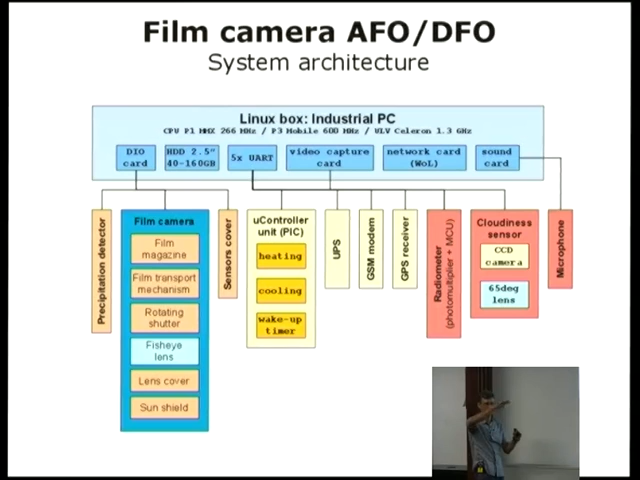 Film camera AFO/DFO
System architecture
Linux box: Industrial PC
CPU P1 MMX 266 MHz / P3 Mobile 600 MHz / ULV Celeron 1.3 GHz
DIO
card
HDD 2.5"
40-160GB
5x UART
video capture
card
network card
(WoL)
sound
card
Precipitation detector
Film camera
Film
magazine
Film transport
mechanism
Rotating
shutter
Fisheye
lens
Lens cover
Sun shield
Sensors cover
uController
unit (PIC)
heating
cooling
wake-up
timer
UPS
GSM modem
GPS receiver
Radiometer
(photomultiplier + MCU)
Cloudiness
sensor
CCD
camera
65deg
lens
Microphone